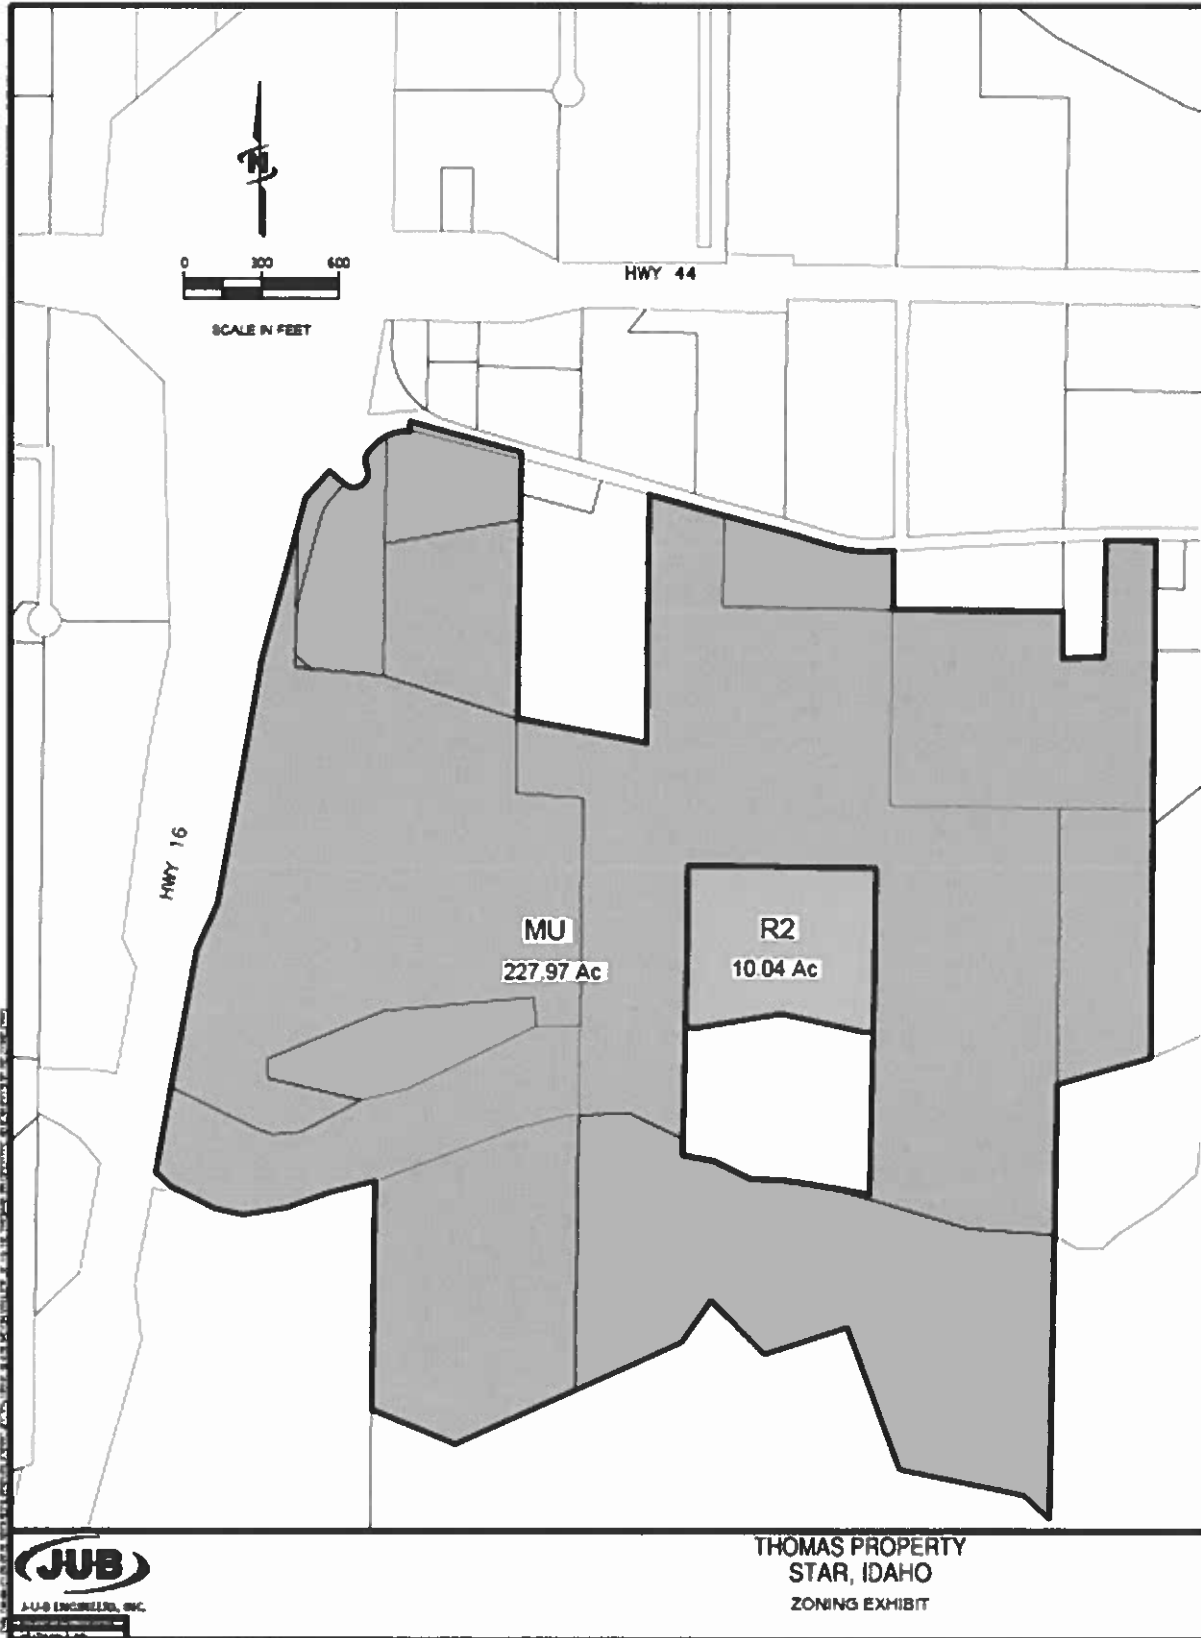 N
0 300 600
SCALE IN FEET
HWY 44
HWY 16
MU
227.97 Ac
R2
10.04 Ac
JUB
J-U-B ENGINEERS, INC.
THOMAS PROPERTY
STAR, IDAHO
ZONING EXHIBIT